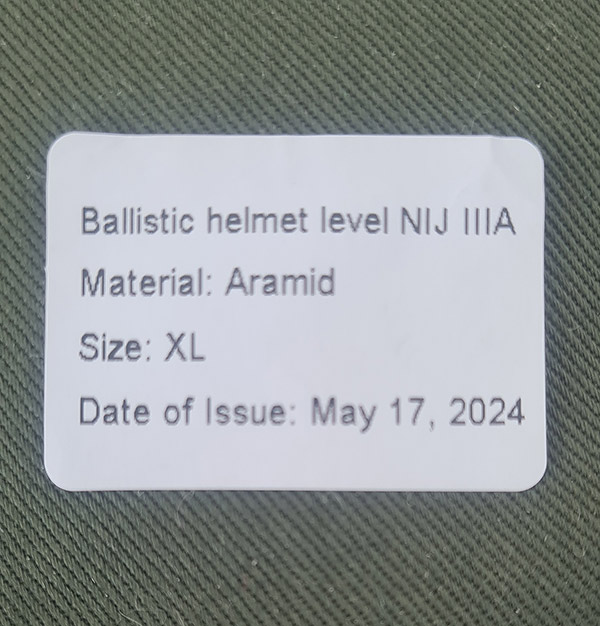 Ballistic helmet level NIJ IIIA
Material: Aramid
Size: XL
Date of Issue: May 17, 2024